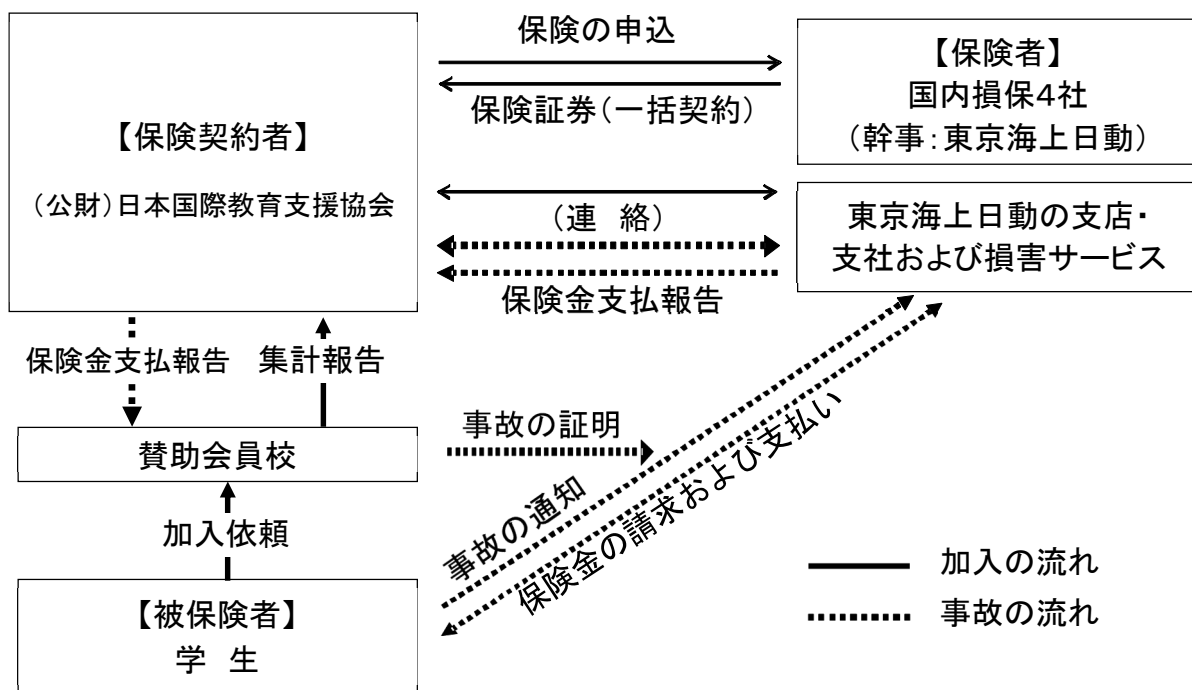 【保険契約者】
(公財)日本国際教育支援協会
保険の申込
保険証券(一括契約)
【保険者】
国内損保4社
(幹事:東京海上日動)
(連 絡)
保険金支払報告
東京海上日動の支店・
支社および損害サービス
保険金支払報告
集計報告
賛助会員校
事故の証明
加入依頼
事故の通知
保険金の請求および支払い
【被保険者】
学 生
加入の流れ
事故の流れ